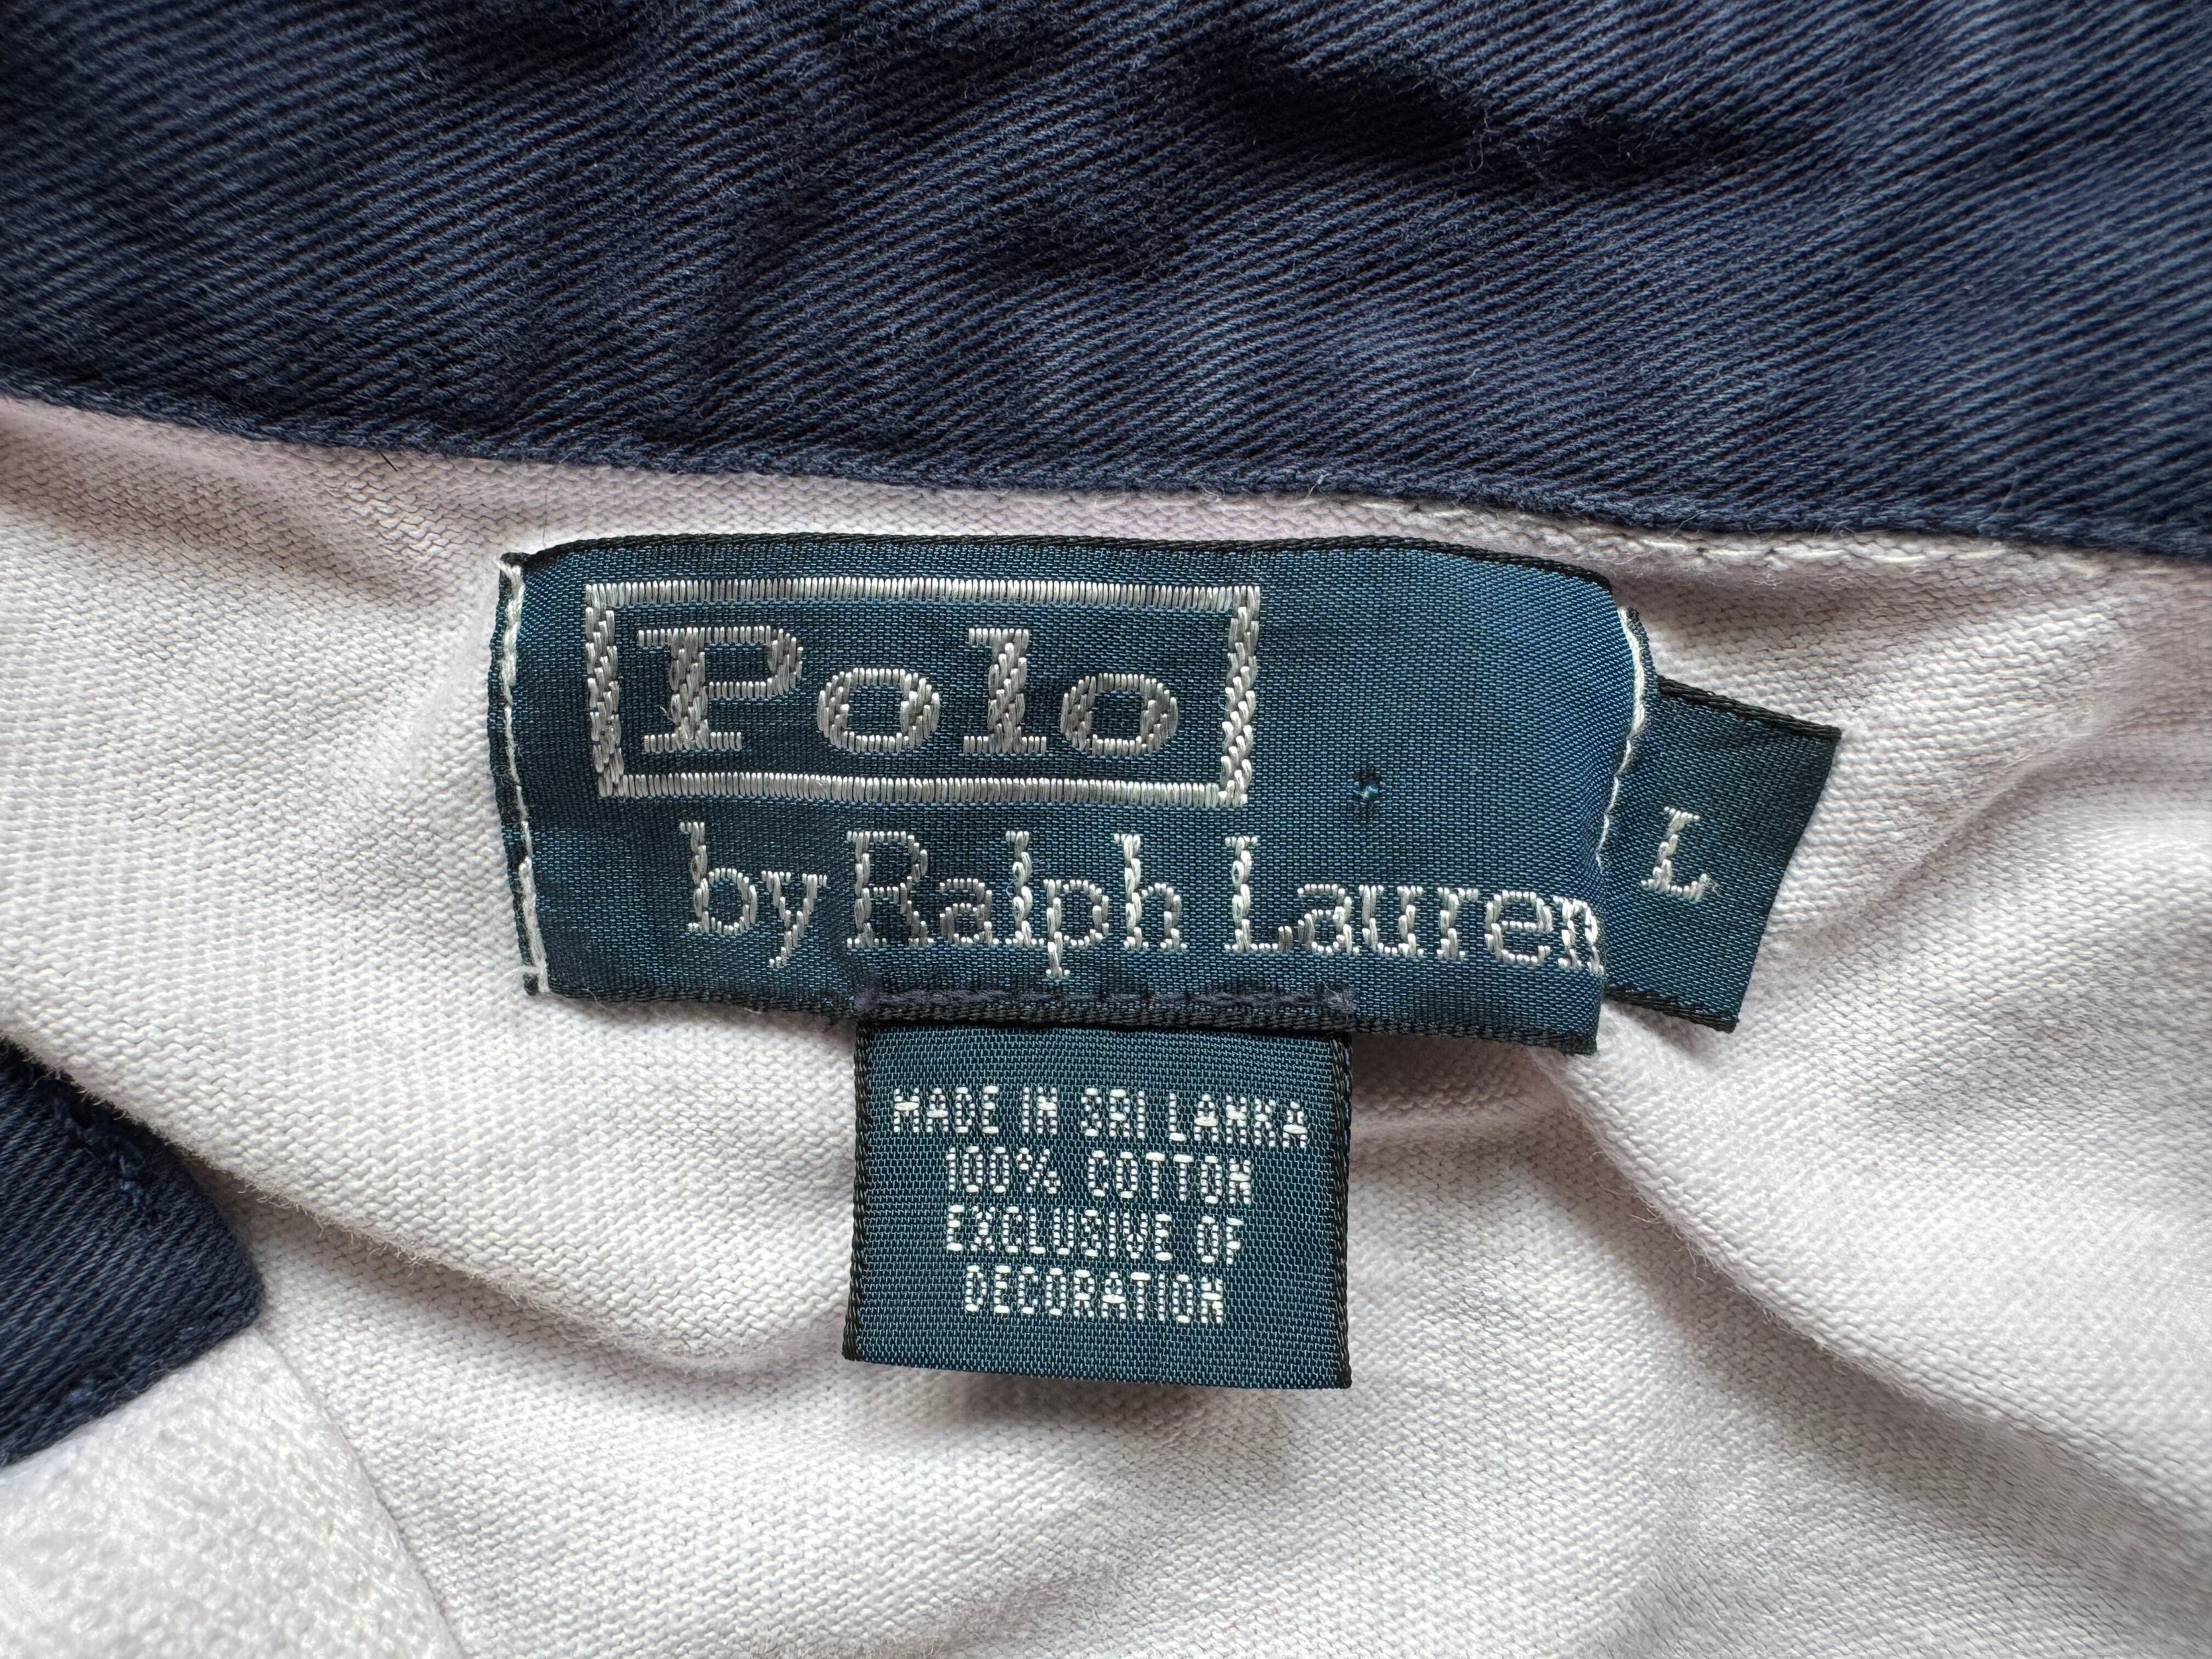 Polo
by Ralph Lauren
L
MADE IN SRI LANKA
100% COTTON
EXCLUSIVE OF
DECORATION